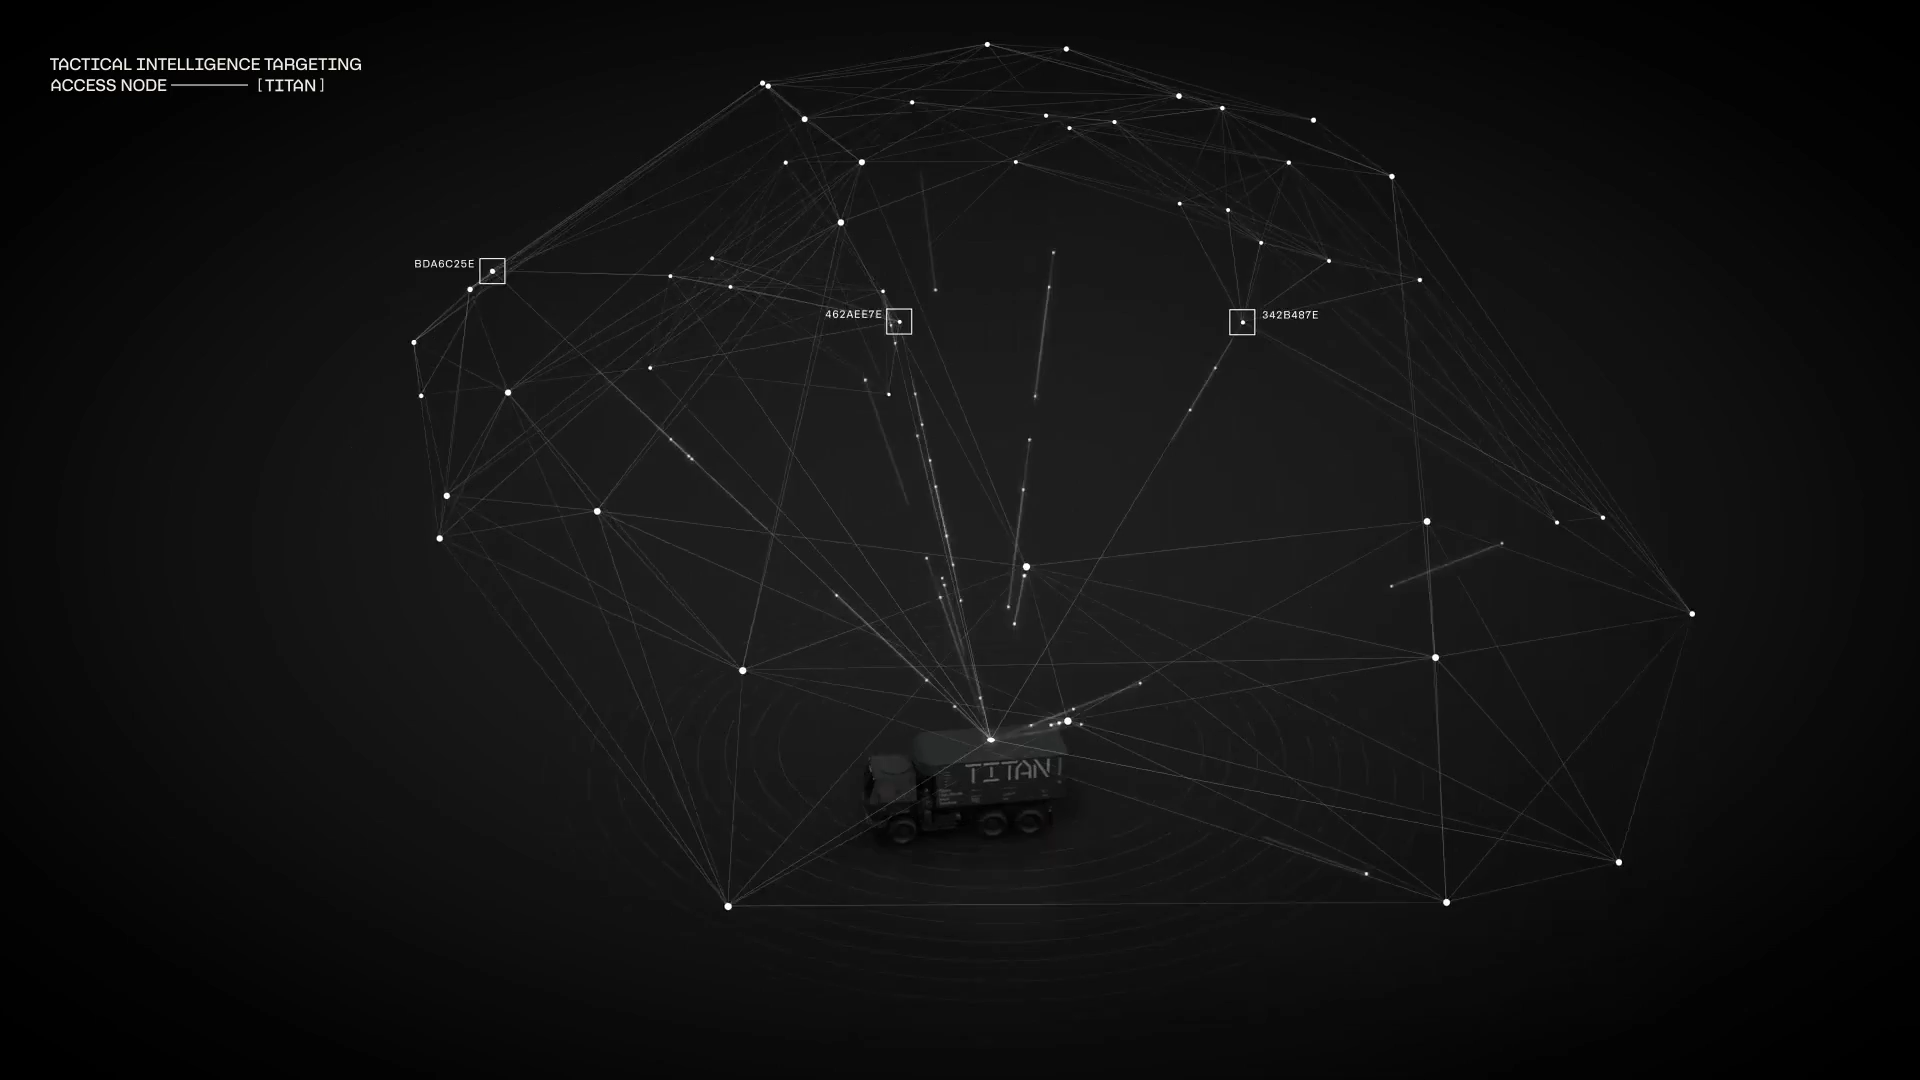 TACTICAL INTELLIGENCE TARGETING
ACCESS NODE [TITAN]
BDA6C25E
462AEE7E
342B487E
TITAN